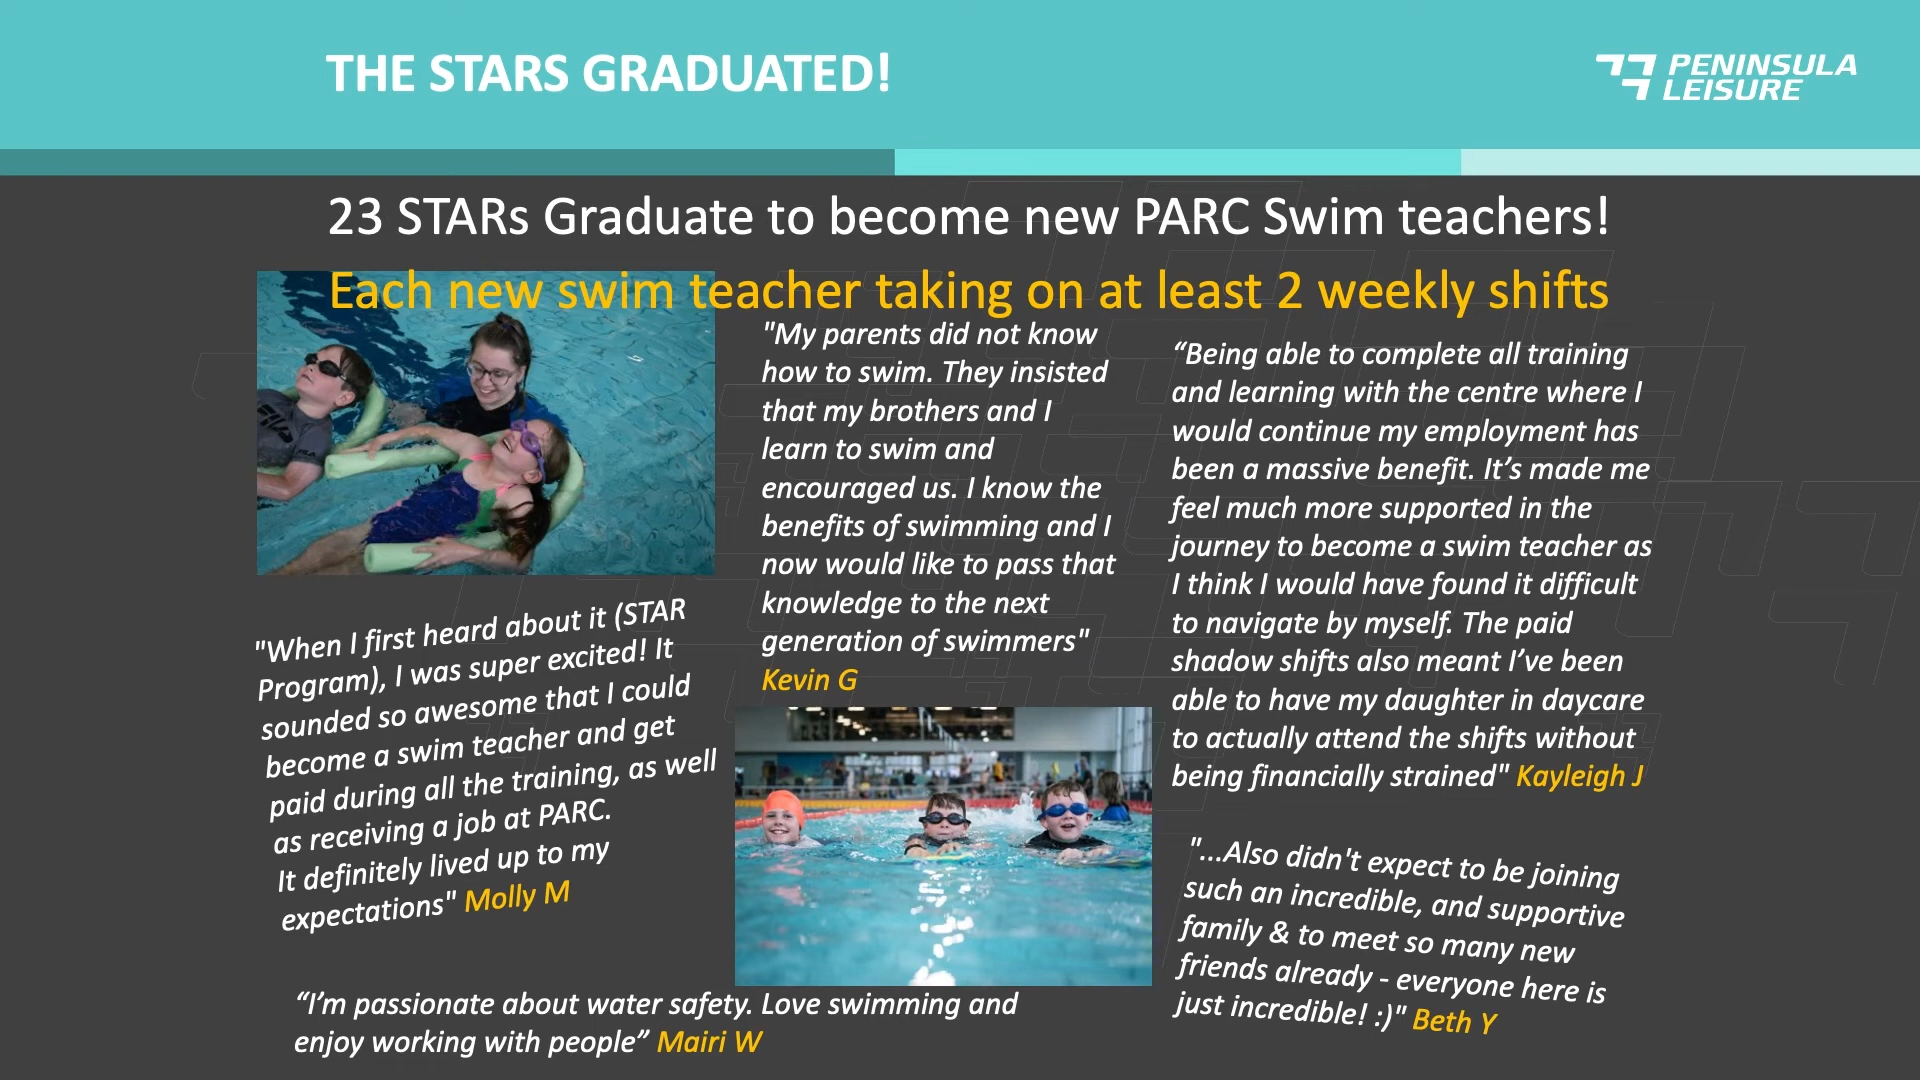 THE STARS GRADUATED!
PENINSULA
LEISURE
23 STARs Graduate to become new PARC Swim teachers!
Each new swim teacher taking on at least 2 weekly shifts
"When I first heard about it (STAR
Program), I was super excited! It
sounded so awesome that I could
become a swim teacher and get
paid during all the training, as well
as receiving a job at PARC.
It definitely lived up to my
expectations" Molly M
"My parents did not know
how to swim. They insisted
that my brothers and I
learn to swim and
encouraged us. I know the
benefits of swimming and I
now would like to pass that
knowledge to the next
generation of swimmers"
Kevin G
“Being able to complete all training
and learning with the centre where I
would continue my employment has
been a massive benefit. It’s made me
feel much more supported in the
journey to become a swim teacher as
I think I would have found it difficult
to navigate by myself. The paid
shadow shifts also meant I’ve been
able to have my daughter in daycare
to actually attend the shifts without
being financially strained" Kayleigh J
"...Also didn't expect to be joining
such an incredible, and supportive
family & to meet so many new
friends already - everyone here is
just incredible! :)" Beth Y
“I’m passionate about water safety. Love swimming and
enjoy working with people” Mairi W